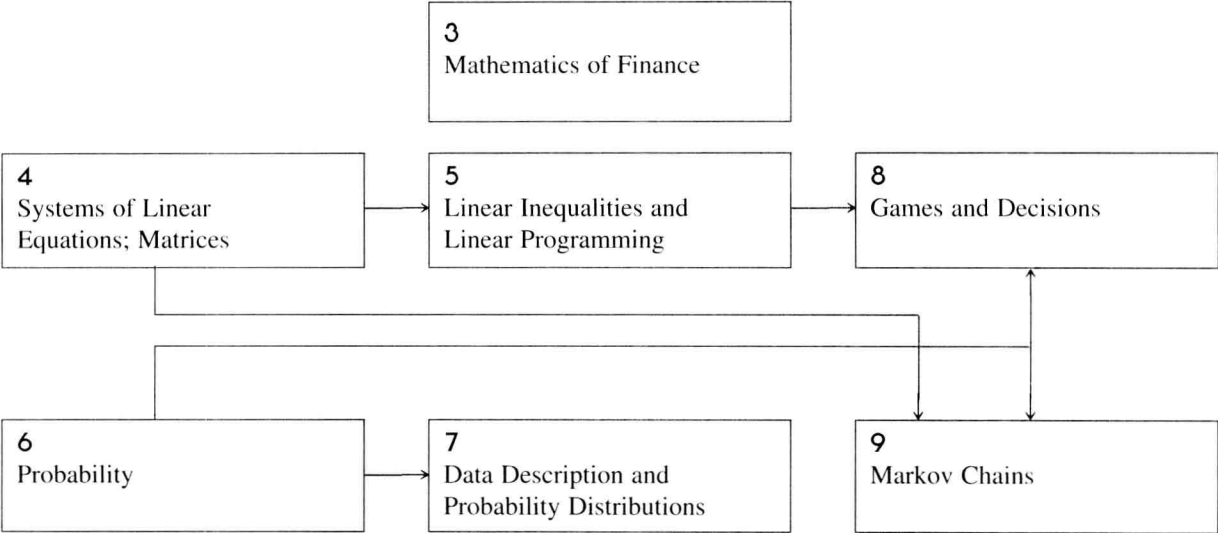 3
Mathematics of Finance
4
Systems of Linear
Equations; Matrices
5
Linear Inequalities and
Linear Programming
8
Games and Decisions
6
Probability
7
Data Description and
Probability Distributions
9
Markov Chains